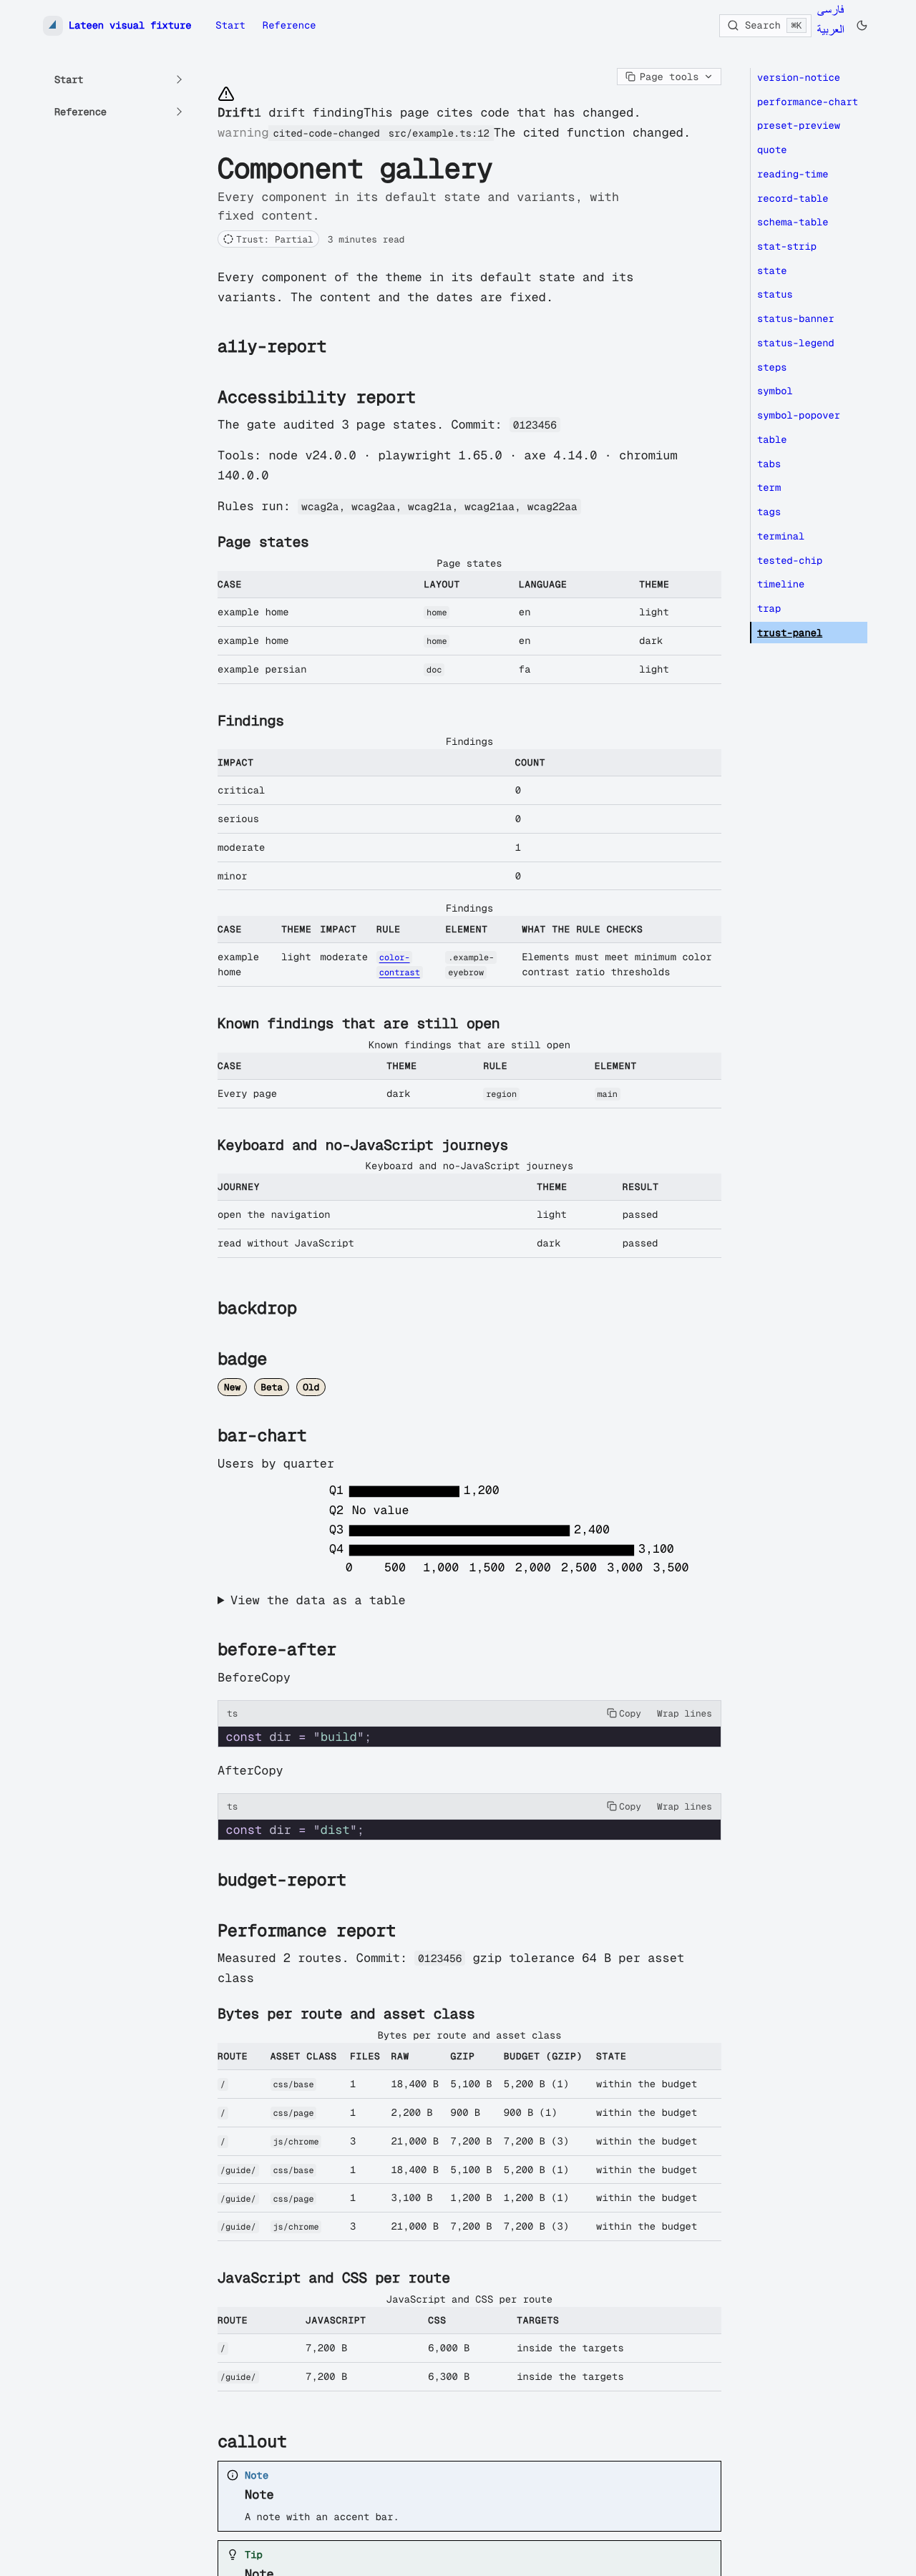 Lateen visual fixture
Start
Reference
Search ⌘K
فارسی
العربية
Start
Reference
Page tools
Drift1 drift findingThis page cites code that has changed.
warning cited-code-changed src/example.ts:12 The cited function changed.
Component gallery
Every component in its default state and variants, with
fixed content.
Trust: Partial 3 minutes read
Every component of the theme in its default state and its
variants. The content and the dates are fixed.
version-notice
performance-chart
preset-preview
quote
reading-time
record-table
schema-table
stat-strip
state
status
status-banner
status-legend
steps
symbol
symbol-popover
table
tabs
term
tags
terminal
tested-chip
timeline
trap
trust-panel
a11y-report
Accessibility report
The gate audited 3 page states. Commit: 0123456
Tools: node v24.0.0 · playwright 1.65.0 · axe 4.14.0 · chromium
140.0.0
Rules run: wcag2a, wcag2aa, wcag21a, wcag21aa, wcag22aa
Page states
Page states
CASE LAYOUT LANGUAGE THEME
example home home en light
example home home en dark
example persian doc fa light
Findings
Findings
IMPACT COUNT
critical 0
serious 0
moderate 1
minor 0
Findings
CASE THEME IMPACT RULE ELEMENT WHAT THE RULE CHECKS
example light moderate color- .example- Elements must meet minimum color
home contrast eyebrow contrast ratio thresholds
Known findings that are still open
Known findings that are still open
CASE THEME RULE ELEMENT
Every page dark region main
Keyboard and no-JavaScript journeys
Keyboard and no-JavaScript journeys
JOURNEY THEME RESULT
open the navigation light passed
read without JavaScript dark passed
backdrop
badge
New Beta Old
bar-chart
Users by quarter
Q1 1,200
Q2 No value
Q3 2,400
Q4 3,100
0 500 1,000 1,500 2,000 2,500 3,000 3,500
View the data as a table
before-after
BeforeCopy
ts Copy Wrap lines
const dir = "build";
AfterCopy
ts Copy Wrap lines
const dir = "dist";
budget-report
Performance report
Measured 2 routes. Commit: 0123456 gzip tolerance 64 B per asset
class
Bytes per route and asset class
Bytes per route and asset class
ROUTE ASSET CLASS FILES RAW GZIP BUDGET (GZIP) STATE
/ css/base 1 18,400 B 5,100 B 5,200 B (1) within the budget
/ css/page 1 2,200 B 900 B 900 B (1) within the budget
/ js/chrome 3 21,000 B 7,200 B 7,200 B (3) within the budget
/guide/ css/base 1 18,400 B 5,100 B 5,200 B (1) within the budget
/guide/ css/page 1 3,100 B 1,200 B 1,200 B (1) within the budget
/guide/ js/chrome 3 21,000 B 7,200 B 7,200 B (3) within the budget
JavaScript and CSS per route
JavaScript and CSS per route
ROUTE JAVASCRIPT CSS TARGETS
/ 7,200 B 6,000 B inside the targets
/guide/ 7,200 B 6,300 B inside the targets
callout
Note
Note
A note with an accent bar.
Tip
Note